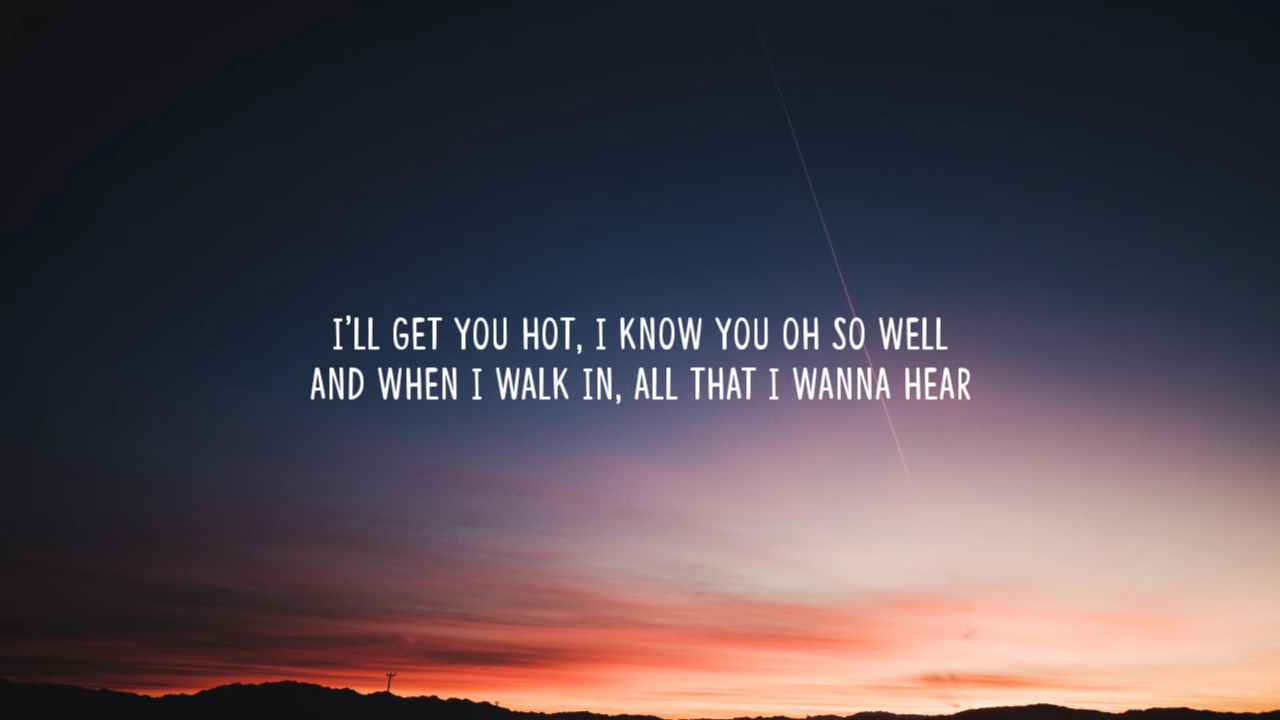 I'LL GET YOU HOT, I KNOW YOU OH SO WELL
AND WHEN I WALK IN, ALL THAT I WANNA HEAR